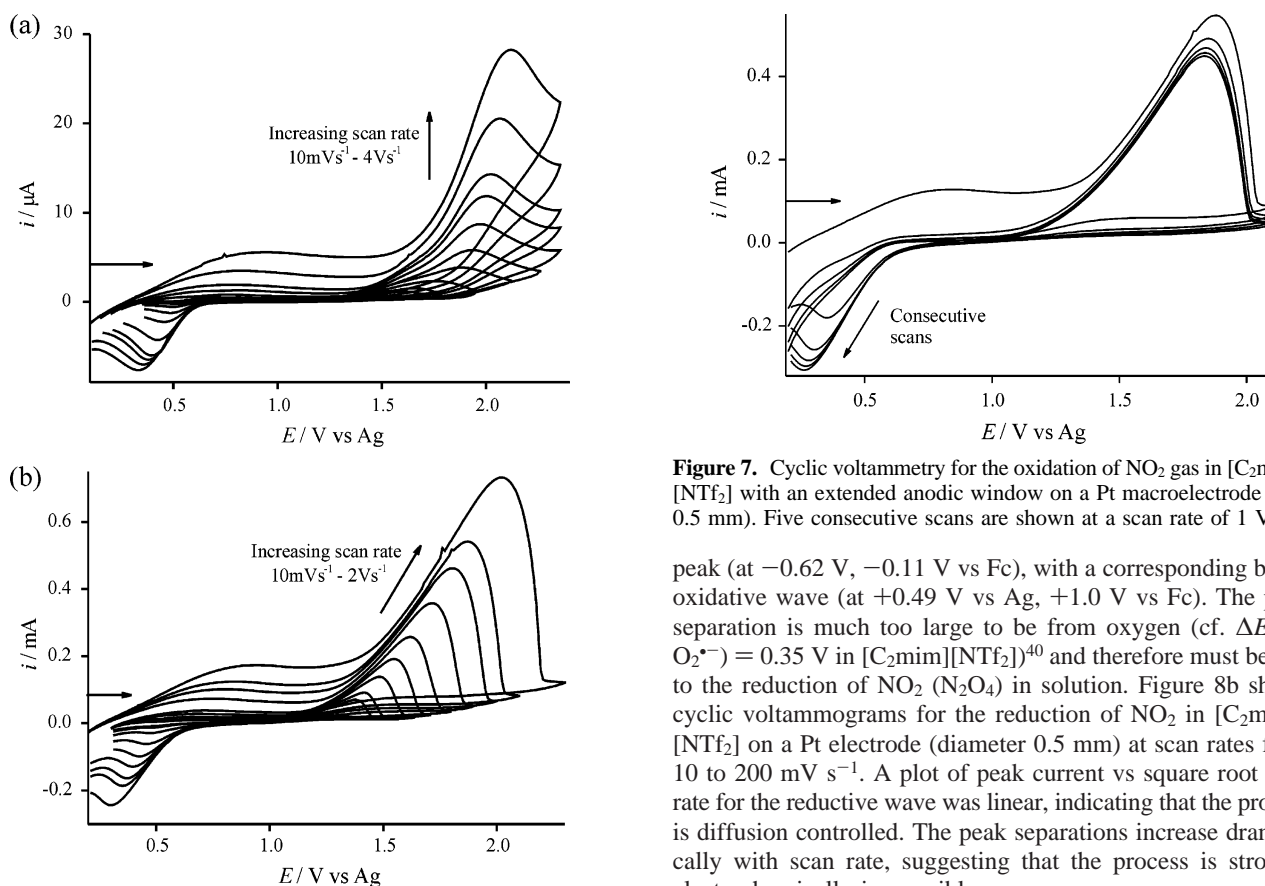 (a)
30
20
10
0
i / μA
Increasing scan rate
10mVs⁻¹ - 4Vs⁻¹
0.5
1.0
1.5
2.0
E / V vs Ag
(b)
0.6
0.4
0.2
0.0
-0.2
i / mA
Increasing scan rate
10mVs⁻¹ - 2Vs⁻¹
0.5
1.0
1.5
2.0
E / V vs Ag
0.4
0.2
0.0
-0.2
i / mA
Consecutive
scans
0.5
1.0
1.5
2.0
E / V vs Ag
Figure 7. Cyclic voltammetry for the oxidation of NO₂ gas in
[NTf₂] with an extended anodic window on a Pt macroelectrode
0.5 mm). Five consecutive scans are shown at a scan rate of 1 V
peak (at −0.62 V, −0.11 V vs Fc), with a corresponding
oxidative wave (at +0.49 V vs Ag, +1.0 V vs Fc). The
separation is much too large to be from oxygen (cf. ΔE
O₂•⁻) = 0.35 V in [C₂mim][NTf₂])⁴⁰ and therefore must be
to the reduction of NO₂ (N₂O₄) in solution. Figure 8b
cyclic voltammograms for the reduction of NO₂ in
[NTf₂] on a Pt electrode (diameter 0.5 mm) at scan rates
10 to 200 mV s⁻¹. A plot of peak current vs square root
rate for the reductive wave was linear, indicating that the
is diffusion controlled. The peak separations increase
cally with scan rate, suggesting that the process is